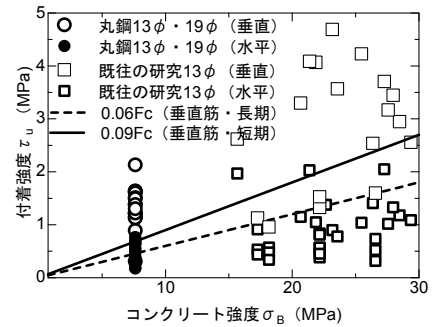 丸鋼13φ・19φ（垂直）
丸鋼13φ・19φ（水平）
既往の研究13φ（垂直）
既往の研究13φ（水平）
0.06Fc（垂直筋・長期）
0.09Fc（垂直筋・短期）
付着強度 τu （MPa）
5
4
3
2
1
0
10
20
30
コンクリート強度σB （MPa）